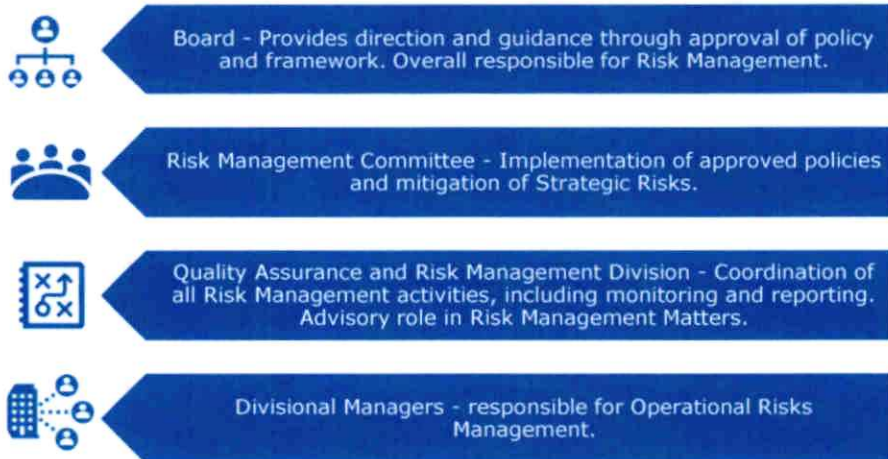 Board - Provides direction and guidance through approval of policy
and framework. Overall responsible for Risk Management.
Risk Management Committee - Implementation of approved policies
and mitigation of Strategic Risks.
Quality Assurance and Risk Management Division - Coordination of
all Risk Management activities, including monitoring and reporting.
Advisory role in Risk Management Matters.
Divisional Managers - responsible for Operational Risks
Management.